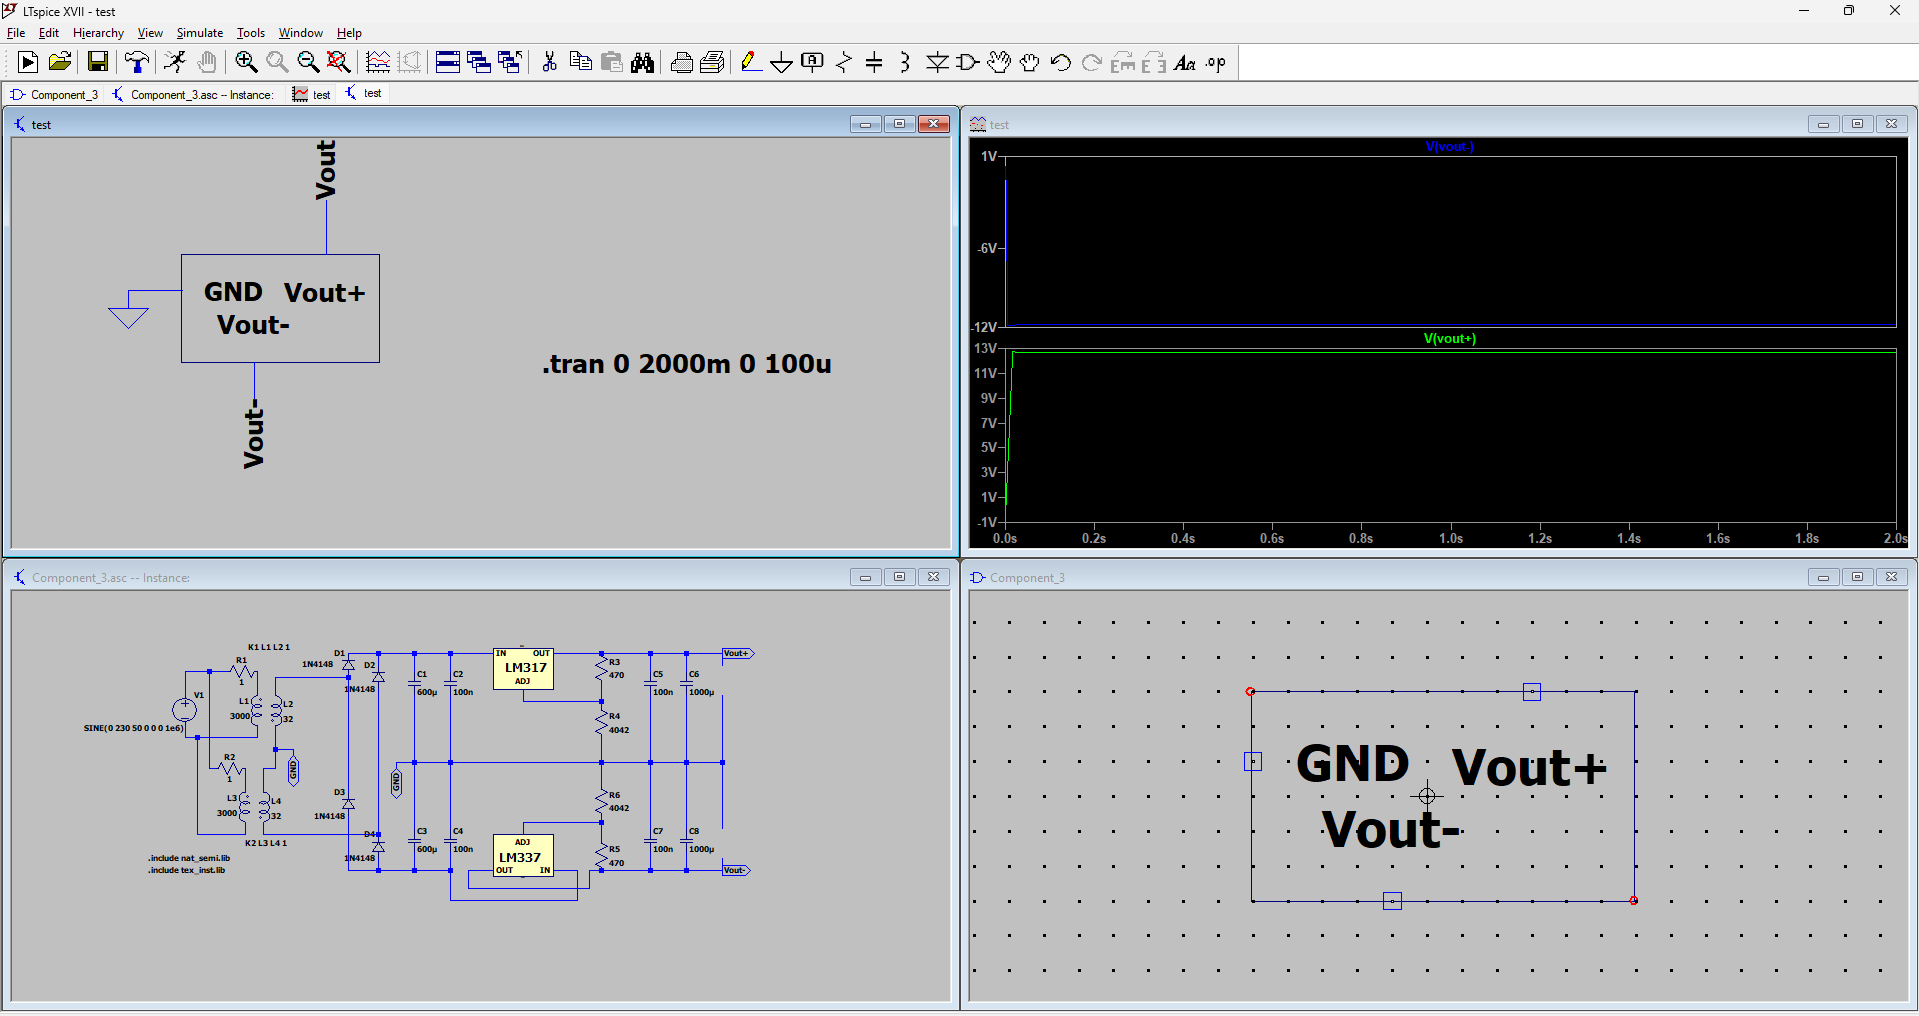 LTspice XVII - test
File Edit Hierarchy View Simulate Tools Window Help
Component_3 Component_3.asc -- Instance: test test
test
Vout
GND Vout+
Vout-
.tran 0 2000m 0 100u
Vout-
test
V(vout-)
1V
-6V
-12V
V(vout+)
13V
11V
9V
7V
5V
3V
1V
-1V
0.0s 0.2s 0.4s 0.6s 0.8s 1.0s 1.2s 1.4s 1.6s 1.8s 2.0s
Component_3.asc -- Instance:
K1 L1 L2 1
R1
1
V1
SINE(0 230 50 0 0 0 1e6)
L1
3000
L2
32
R2
1
GND
L3
3000
L4
32
K2 L3 L4 1
.include nat_semi.lib
.include tex_inst.lib
D1
1N4148
D2
1N4148
D3
1N4148
D4
1N4148
C1
600µ
C2
100n
GND
C3
600µ
C4
100n
IN OUT
LM317
ADJ
ADJ
LM337
OUT IN
R3
470
R4
4042
R6
4042
R5
470
C5
100n
C6
1000µ
C7
100n
C8
1000µ
Vout+
Vout-
Component_3
GND Vout+
Vout-